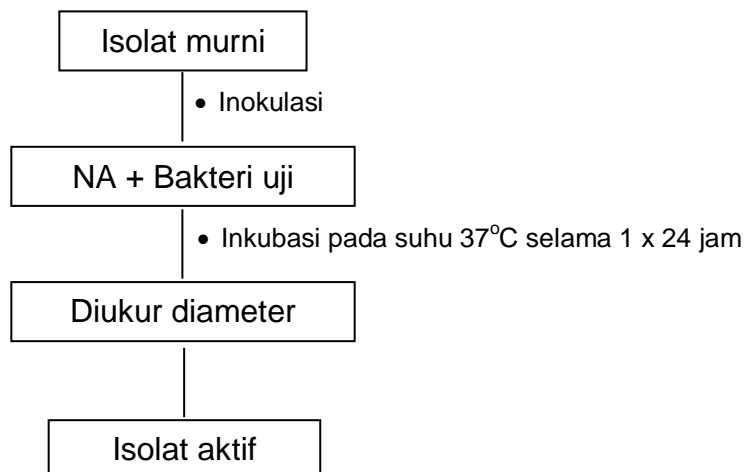 Isolat murni
• Inokulasi
NA + Bakteri uji
• Inkubasi pada suhu 37°C selama 1 x 24 jam
Diukur diameter
Isolat aktif